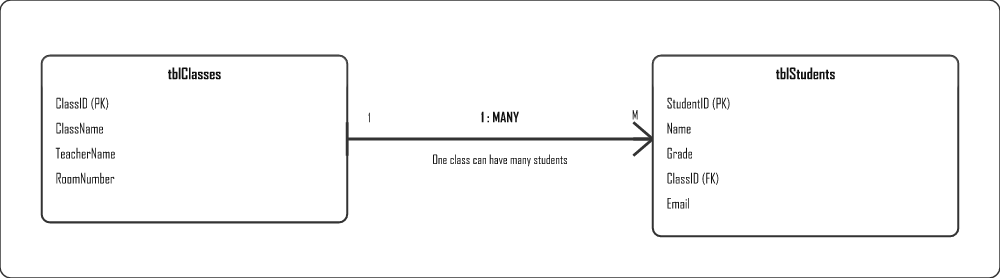 tblClasses
ClassID (PK)
ClassName
TeacherName
RoomNumber
1
1 : MANY
M
One class can have many students
tblStudents
StudentID (PK)
Name
Grade
ClassID (FK)
Email